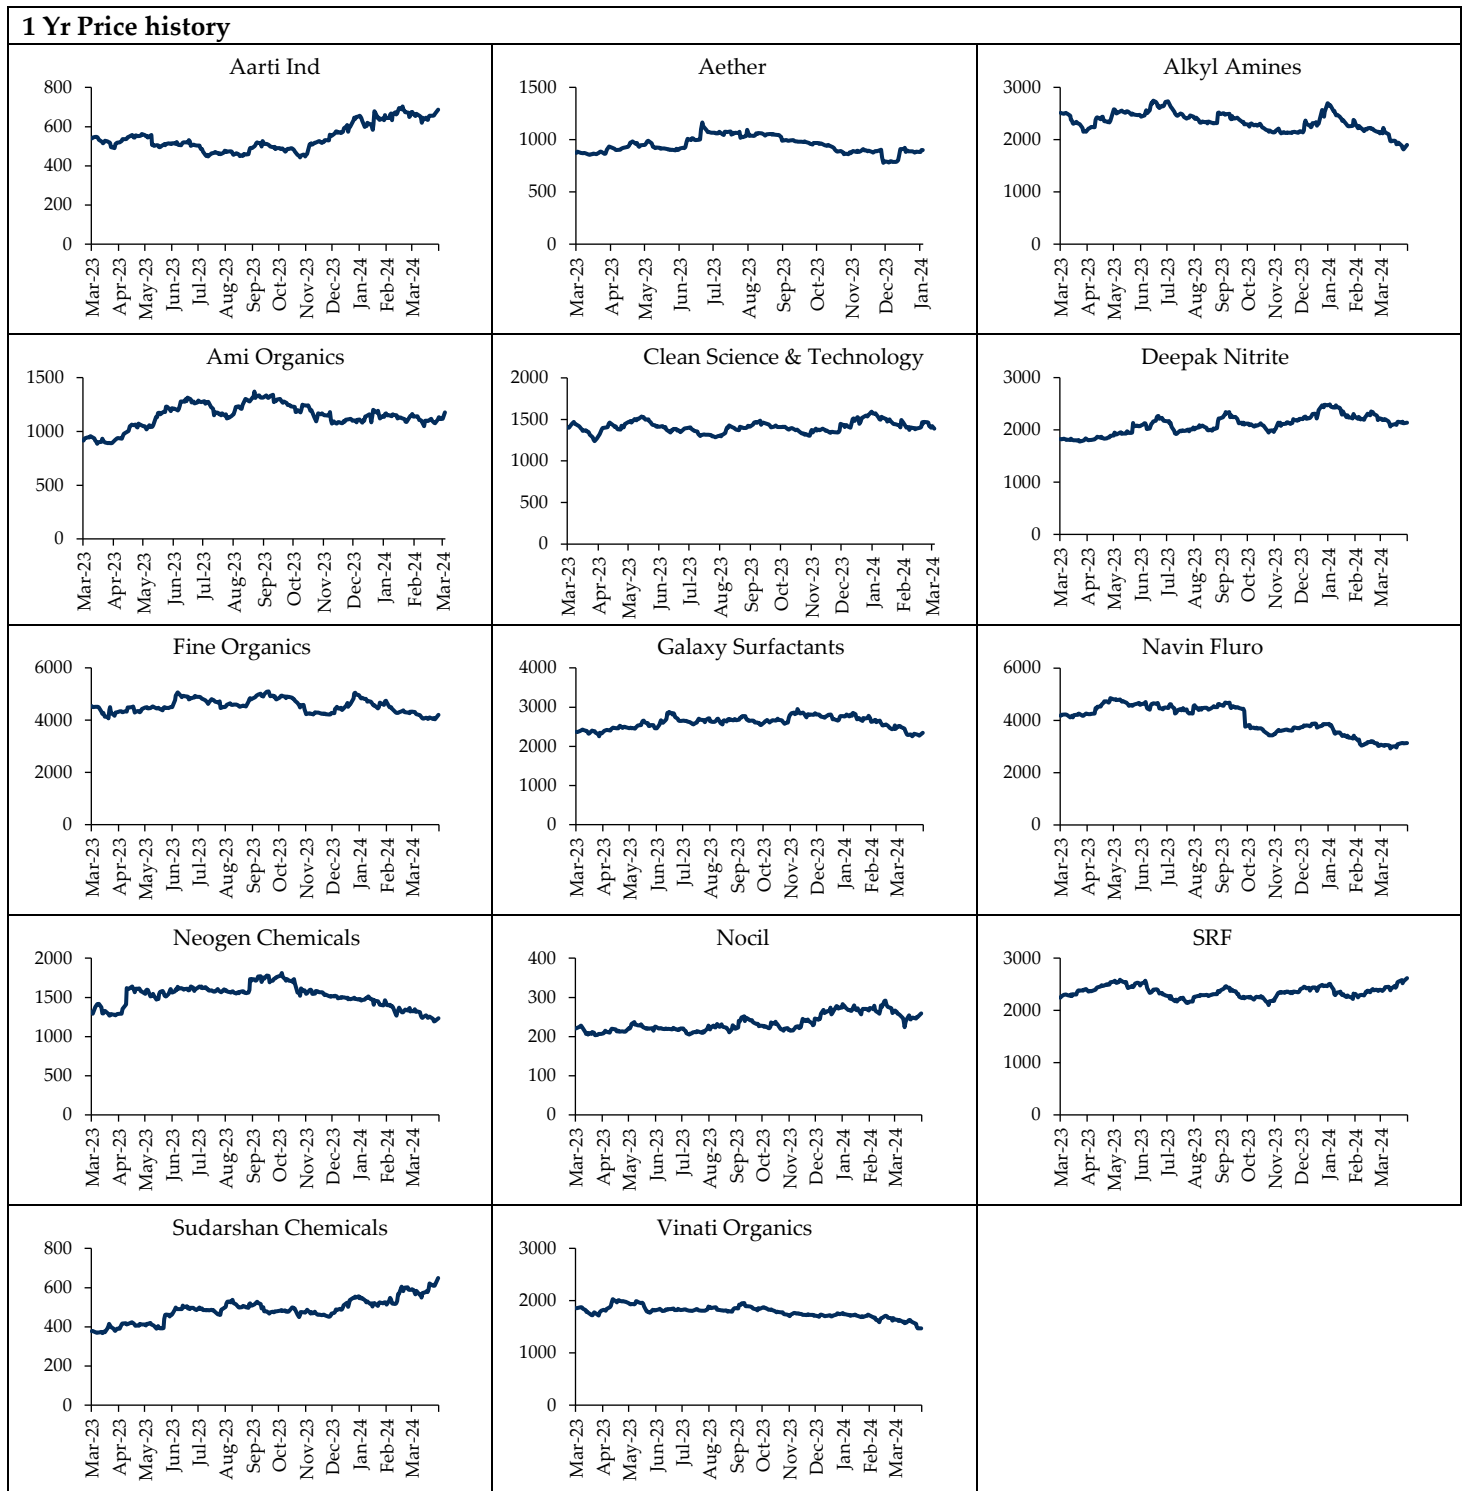 1 Yr Price history
Aarti Ind
800
600
400
200
0
Mar-23
Apr-23
May-23
Jun-23
Jul-23
Aug-23
Sep-23
Oct-23
Nov-23
Dec-23
Jan-24
Feb-24
Mar-24
Aether
1500
1000
500
0
Mar-23
Apr-23
May-23
Jun-23
Jul-23
Aug-23
Sep-23
Oct-23
Nov-23
Dec-23
Jan-24
Alkyl Amines
3000
2000
1000
0
Mar-23
Apr-23
May-23
Jun-23
Jul-23
Aug-23
Sep-23
Oct-23
Nov-23
Dec-23
Jan-24
Feb-24
Mar-24
Ami Organics
1500
1000
500
0
Mar-23
Apr-23
May-23
Jun-23
Jul-23
Aug-23
Sep-23
Oct-23
Nov-23
Dec-23
Jan-24
Feb-24
Mar-24
Clean Science & Technology
2000
1500
1000
500
0
Mar-23
Apr-23
May-23
Jun-23
Jul-23
Aug-23
Sep-23
Oct-23
Nov-23
Dec-23
Jan-24
Feb-24
Mar-24
Deepak Nitrite
3000
2000
1000
0
Mar-23
Apr-23
May-23
Jun-23
Jul-23
Aug-23
Sep-23
Oct-23
Nov-23
Dec-23
Jan-24
Feb-24
Mar-24
Fine Organics
6000
4000
2000
0
Mar-23
Apr-23
May-23
Jun-23
Jul-23
Aug-23
Sep-23
Oct-23
Nov-23
Dec-23
Jan-24
Feb-24
Mar-24
Galaxy Surfactants
4000
3000
2000
1000
0
Mar-23
Apr-23
May-23
Jun-23
Jul-23
Aug-23
Sep-23
Oct-23
Nov-23
Dec-23
Jan-24
Feb-24
Mar-24
Navin Fluro
6000
4000
2000
0
Mar-23
Apr-23
May-23
Jun-23
Jul-23
Aug-23
Sep-23
Oct-23
Nov-23
Dec-23
Jan-24
Feb-24
Mar-24
Neogen Chemicals
2000
1500
1000
500
0
Mar-23
Apr-23
May-23
Jun-23
Jul-23
Aug-23
Sep-23
Oct-23
Nov-23
Dec-23
Jan-24
Feb-24
Mar-24
Nocil
400
300
200
100
0
Mar-23
Apr-23
May-23
Jun-23
Jul-23
Aug-23
Sep-23
Oct-23
Nov-23
Dec-23
Jan-24
Feb-24
Mar-24
SRF
3000
2000
1000
0
Mar-23
Apr-23
May-23
Jun-23
Jul-23
Aug-23
Sep-23
Oct-23
Nov-23
Dec-23
Jan-24
Feb-24
Mar-24
Sudarshan Chemicals
800
600
400
200
0
Mar-23
Apr-23
May-23
Jun-23
Jul-23
Aug-23
Sep-23
Oct-23
Nov-23
Dec-23
Jan-24
Feb-24
Mar-24
Vinati Organics
3000
2000
1000
0
Mar-23
Apr-23
May-23
Jun-23
Jul-23
Aug-23
Sep-23
Oct-23
Nov-23
Dec-23
Jan-24
Feb-24
Mar-24